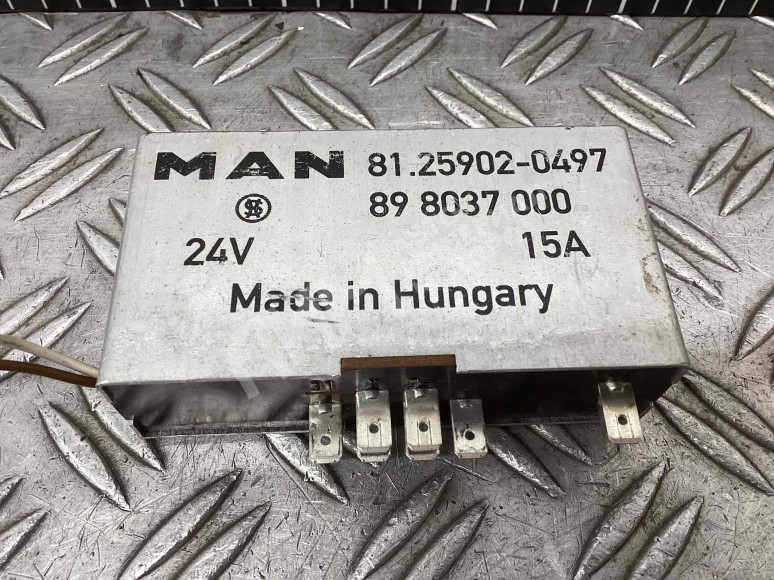 MAN 81.25902-0497
89 8037 000
24V 15A
Made in Hungary